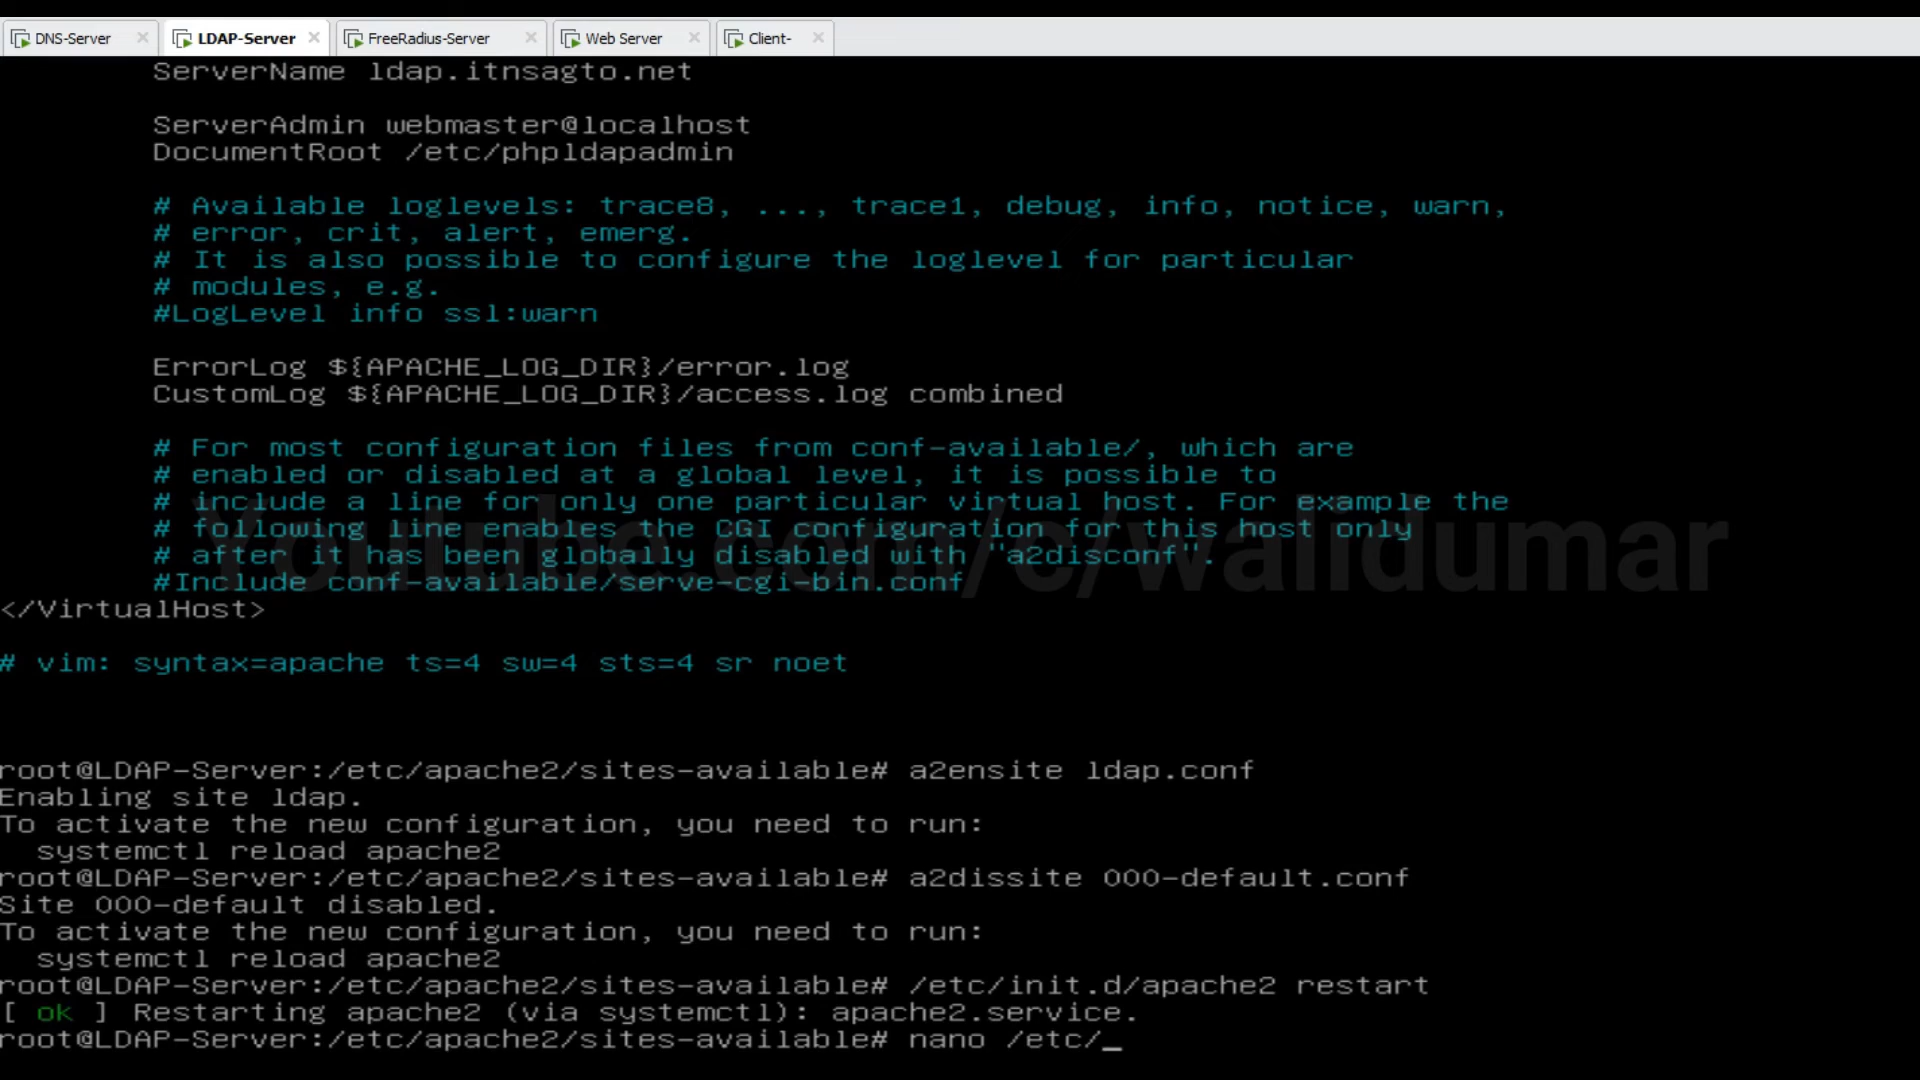 DNS-Server
LDAP-Server
FreeRadius-Server
Web Server
Client-
ServerName ldap.itnsagto.net
ServerAdmin webmaster@localhost
DocumentRoot /etc/phpldapadmin
# Available loglevels: trace8, ..., trace1, debug, info, notice, warn,
# error, crit, alert, emerg.
# It is also possible to configure the loglevel for particular
# modules, e.g.
#LogLevel info ssl:warn
ErrorLog ${APACHE_LOG_DIR}/error.log
CustomLog ${APACHE_LOG_DIR}/access.log combined
# For most configuration files from conf-available/, which are
# enabled or disabled at a global level, it is possible to
# include a line for only one particular virtual host. For example the
# following line enables the CGI configuration for this host only
# after it has been globally disabled with "a2disconf".
#Include conf-available/serve-cgi-bin.conf
Youtube.com/c/walidumar
</VirtualHost>
# vim: syntax=apache ts=4 sw=4 sts=4 sr noet
root@LDAP-Server:/etc/apache2/sites-available# a2ensite ldap.conf
Enabling site ldap.
To activate the new configuration, you need to run:
systemctl reload apache2
root@LDAP-Server:/etc/apache2/sites-available# a2dissite 000-default.conf
Site 000-default disabled.
To activate the new configuration, you need to run:
systemctl reload apache2
root@LDAP-Server:/etc/apache2/sites-available# /etc/init.d/apache2 restart
[ ok ] Restarting apache2 (via systemctl): apache2.service.
root@LDAP-Server:/etc/apache2/sites-available# nano /etc/_